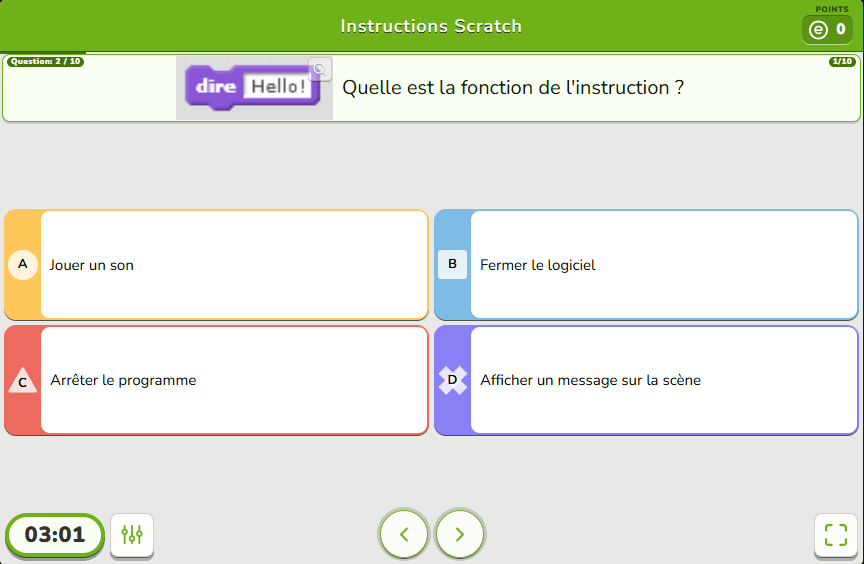 Instructions Scratch
POINTS
e 0
Question: 2 / 10
1/10
dire Hello!
Quelle est la fonction de l'instruction ?
A
Jouer un son
B
Fermer le logiciel
C
Arrêter le programme
D
Afficher un message sur la scène
03:01